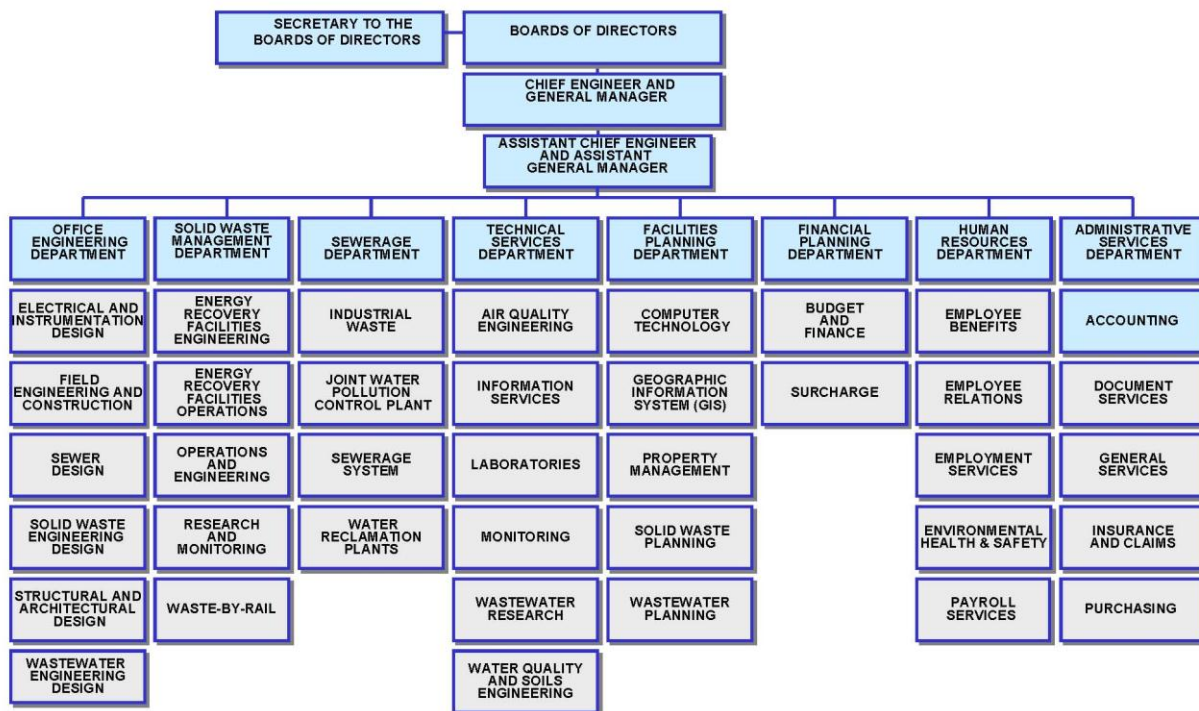 SECRETARY TO THE
BOARDS OF DIRECTORS
BOARDS OF DIRECTORS
CHIEF ENGINEER AND
GENERAL MANAGER
ASSISTANT CHIEF ENGINEER
AND ASSISTANT
GENERAL MANAGER
OFFICE
ENGINEERING
DEPARTMENT
ELECTRICAL AND
INSTRUMENTATION
DESIGN
FIELD
ENGINEERING AND
CONSTRUCTION
SEWER
DESIGN
SOLID WASTE
ENGINEERING
DESIGN
STRUCTURAL AND
ARCHITECTURAL
DESIGN
WASTEWATER
ENGINEERING
DESIGN
SOLID WASTE
MANAGEMENT
DEPARTMENT
ENERGY
RECOVERY
FACILITIES
ENGINEERING
ENERGY
RECOVERY
FACILITIES
OPERATIONS
OPERATIONS
AND
ENGINEERING
RESEARCH
AND
MONITORING
WASTE-BY-RAIL
SEWERAGE
DEPARTMENT
INDUSTRIAL
WASTE
JOINT WATER
POLLUTION
CONTROL PLANT
SEWERAGE
SYSTEM
WATER
RECLAMATION
PLANTS
TECHNICAL
SERVICES
DEPARTMENT
AIR QUALITY
ENGINEERING
INFORMATION
SERVICES
LABORATORIES
MONITORING
WASTEWATER
RESEARCH
WATER QUALITY
AND SOILS
ENGINEERING
FACILITIES
PLANNING
DEPARTMENT
COMPUTER
TECHNOLOGY
GEOGRAPHIC
INFORMATION
SYSTEM (GIS)
PROPERTY
MANAGEMENT
SOLID WASTE
PLANNING
WASTEWATER
PLANNING
FINANCIAL
PLANNING
DEPARTMENT
BUDGET
AND
FINANCE
SURCHARGE
HUMAN
RESOURCES
DEPARTMENT
EMPLOYEE
BENEFITS
EMPLOYEE
RELATIONS
EMPLOYMENT
SERVICES
ENVIRONMENTAL
HEALTH & SAFETY
PAYROLL
SERVICES
ADMINISTRATIVE
SERVICES
DEPARTMENT
ACCOUNTING
DOCUMENT
SERVICES
GENERAL
SERVICES
INSURANCE
AND CLAIMS
PURCHASING